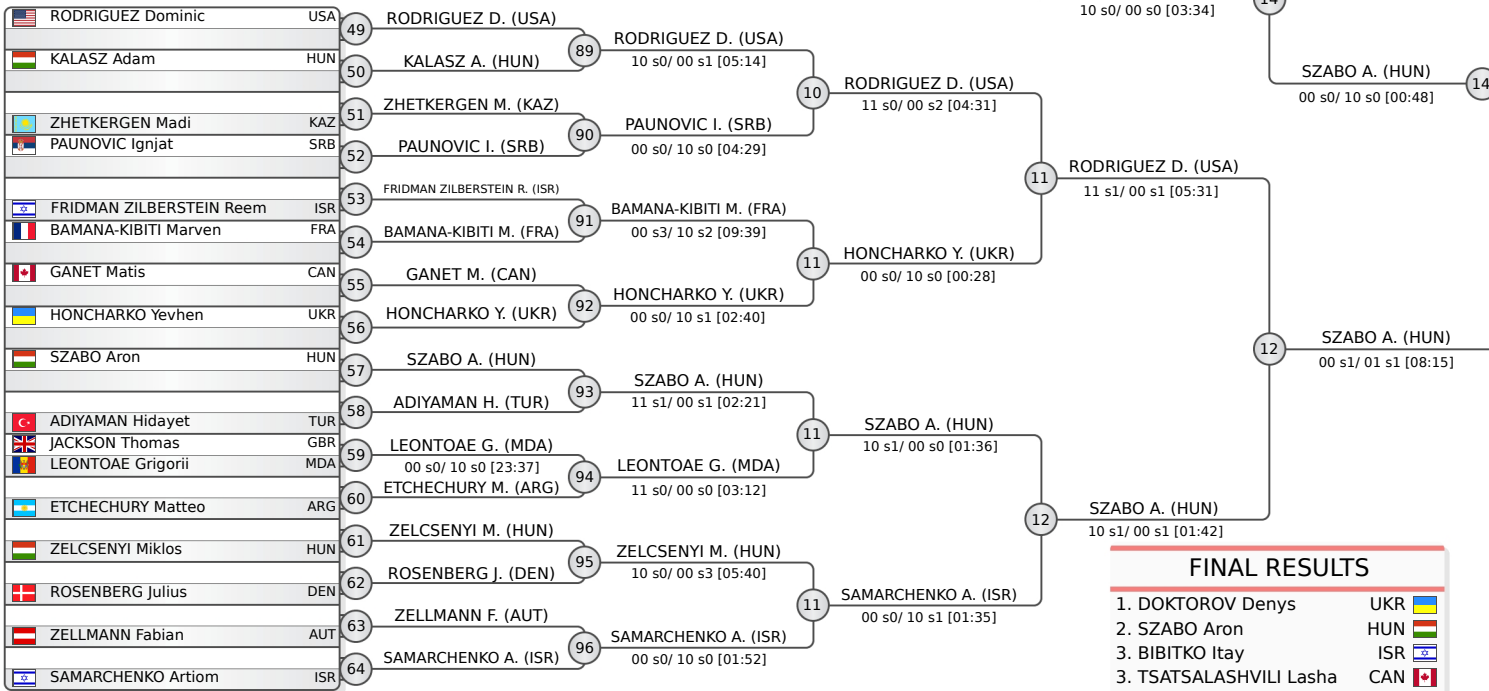 RODRIGUEZ Dominic USA
KALASZ Adam HUN
ZHETKERGEN Madi KAZ
PAUNOVIC Ignjat SRB
FRIDMAN ZILBERSTEIN Reem ISR
BAMANA-KIBITI Marven FRA
GANET Matis CAN
HONCHARKO Yevhen UKR
SZABO Aron HUN
ADIYAMAN Hidayet TUR
JACKSON Thomas GBR
LEONTOAE Grigorii MDA
ETCHECHURY Matteo ARG
ZELCSENYI Miklos HUN
ROSENBERG Julius DEN
ZELLMANN Fabian AUT
SAMARCHENKO Artiom ISR
49 RODRIGUEZ D. (USA)
50 KALASZ A. (HUN)
51 ZHETKERGEN M. (KAZ)
52 PAUNOVIC I. (SRB)
53 FRIDMAN ZILBERSTEIN R. (ISR)
54 BAMANA-KIBITI M. (FRA)
55 GANET M. (CAN)
56 HONCHARKO Y. (UKR)
57 SZABO A. (HUN)
58 ADIYAMAN H. (TUR)
59 LEONTOAE G. (MDA)
00 s0/ 10 s0 [23:37]
60 ETCHECHURY M. (ARG)
61 ZELCSENYI M. (HUN)
62 ROSENBERG J. (DEN)
63 ZELLMANN F. (AUT)
64 SAMARCHENKO A. (ISR)
89 RODRIGUEZ D. (USA)
10 s0/ 00 s1 [05:14]
90 PAUNOVIC I. (SRB)
00 s0/ 10 s0 [04:29]
91 BAMANA-KIBITI M. (FRA)
00 s3/ 10 s2 [09:39]
92 HONCHARKO Y. (UKR)
00 s0/ 10 s1 [02:40]
93 SZABO A. (HUN)
11 s1/ 00 s1 [02:21]
94 LEONTOAE G. (MDA)
11 s0/ 00 s0 [03:12]
95 ZELCSENYI M. (HUN)
10 s0/ 00 s3 [05:40]
96 SAMARCHENKO A. (ISR)
00 s0/ 10 s0 [01:52]
10 RODRIGUEZ D. (USA)
11 s0/ 00 s2 [04:31]
11 HONCHARKO Y. (UKR)
00 s0/ 10 s0 [00:28]
11 SZABO A. (HUN)
10 s1/ 00 s0 [01:36]
11 SAMARCHENKO A. (ISR)
00 s0/ 10 s1 [01:35]
11 RODRIGUEZ D. (USA)
11 s1/ 00 s1 [05:31]
12 SZABO A. (HUN)
10 s1/ 00 s1 [01:42]
10 s0/ 00 s0 [03:34]
14
12 SZABO A. (HUN)
00 s1/ 01 s1 [08:15]
SZABO A. (HUN) 14
00 s0/ 10 s0 [00:48]
FINAL RESULTS
1. DOKTOROV Denys UKR
2. SZABO Aron HUN
3. BIBITKO Itay ISR
3. TSATSALASHVILI Lasha CAN